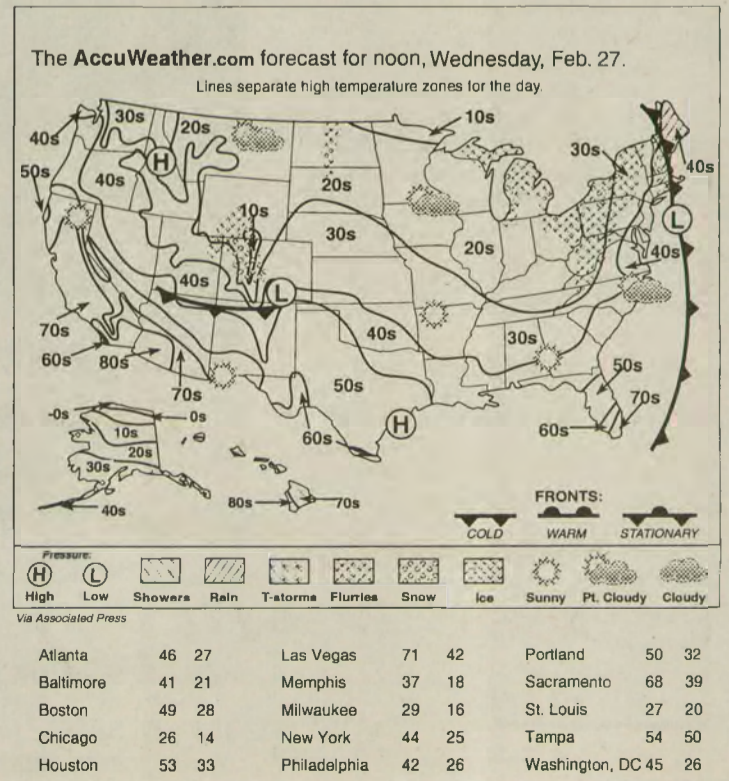 The AccuWeather.com forecast for noon, Wednesday, Feb. 27.
Lines separate high temperature zones for the day.
10s
30s
20s
40s
30s
H
40s
50s
40s
20s
10s
L
30s
20s
40s
40s
L
70s
40s
30s
60s
80s
50s
50s
70s
70s
-0s
0s
H
60s
10s
60s
20s
30s
80s
70s
40s
FRONTS:
COLD WARM STATIONARY
Pressure:
H L
High Low Showers Rain T-storms Flurries Snow Ice Sunny Pt. Cloudy Cloudy
Via Associated Press
Atlanta 46 27 Las Vegas 71 42 Portland 50 32
Baltimore 41 21 Memphis 37 18 Sacramento 68 39
Boston 49 28 Milwaukee 29 16 St. Louis 27 20
Chicago 26 14 New York 44 25 Tampa 54 50
Houston 53 33 Philadelphia 42 26 Washington, DC 45 26